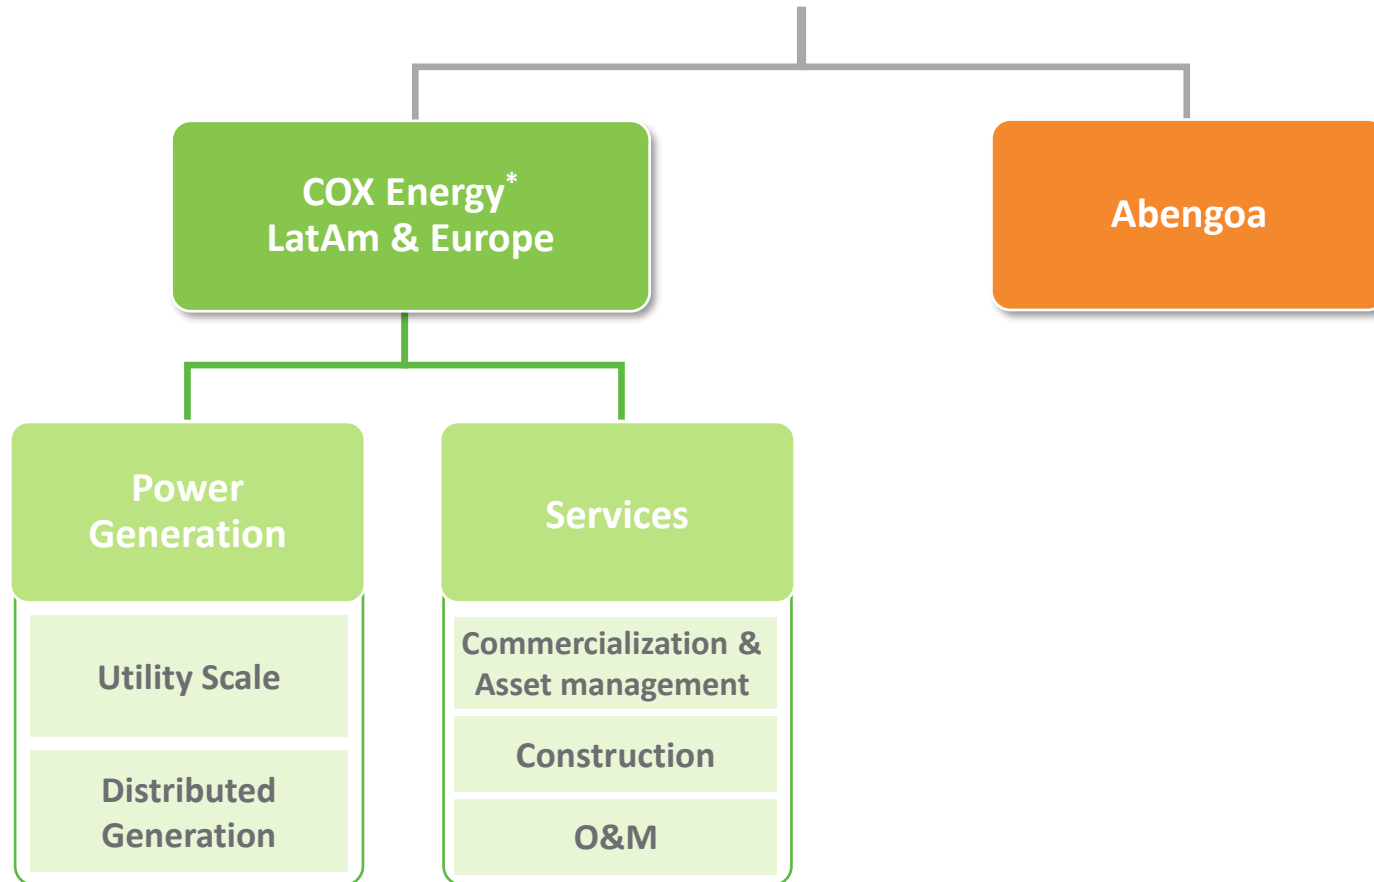 COX Energy*
LatAm & Europe
Abengoa
Power
Generation
Services
Utility Scale
Distributed
Generation
Commercialization &
Asset management
Construction
O&M